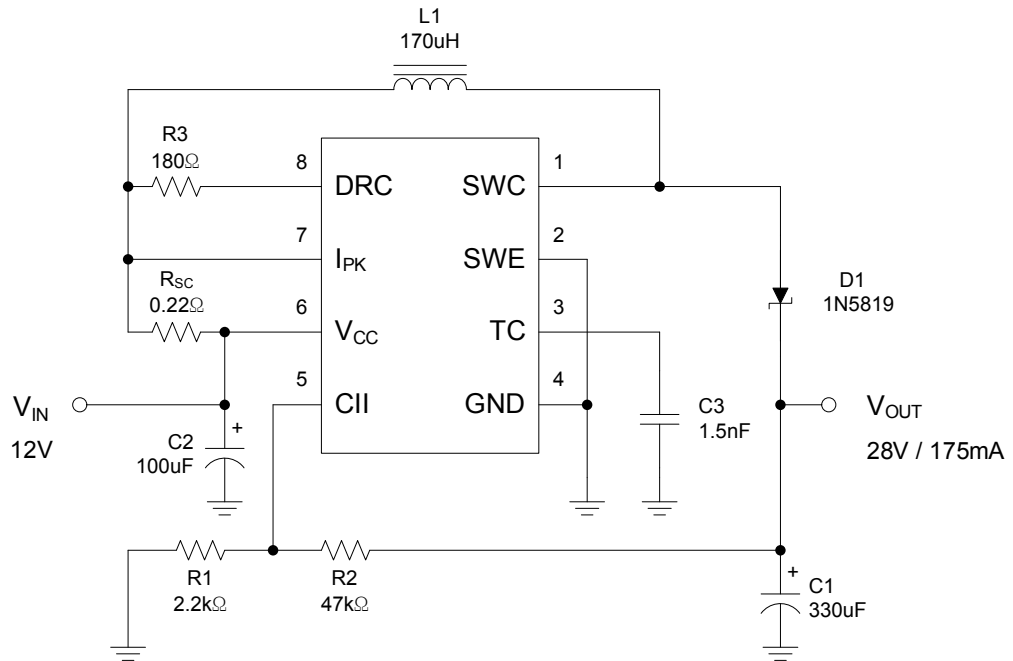 L1
170uH
R3
180Ω
8
DRC
SWC
1
7
IPK
SWE
2
RSC
0.22Ω
6
VCC
TC
3
5
CII
GND
4
D1
1N5819
VIN
12V
C2
100uF
+
C3
1.5nF
VOUT
28V / 175mA
R1
2.2kΩ
R2
47kΩ
+
C1
330uF